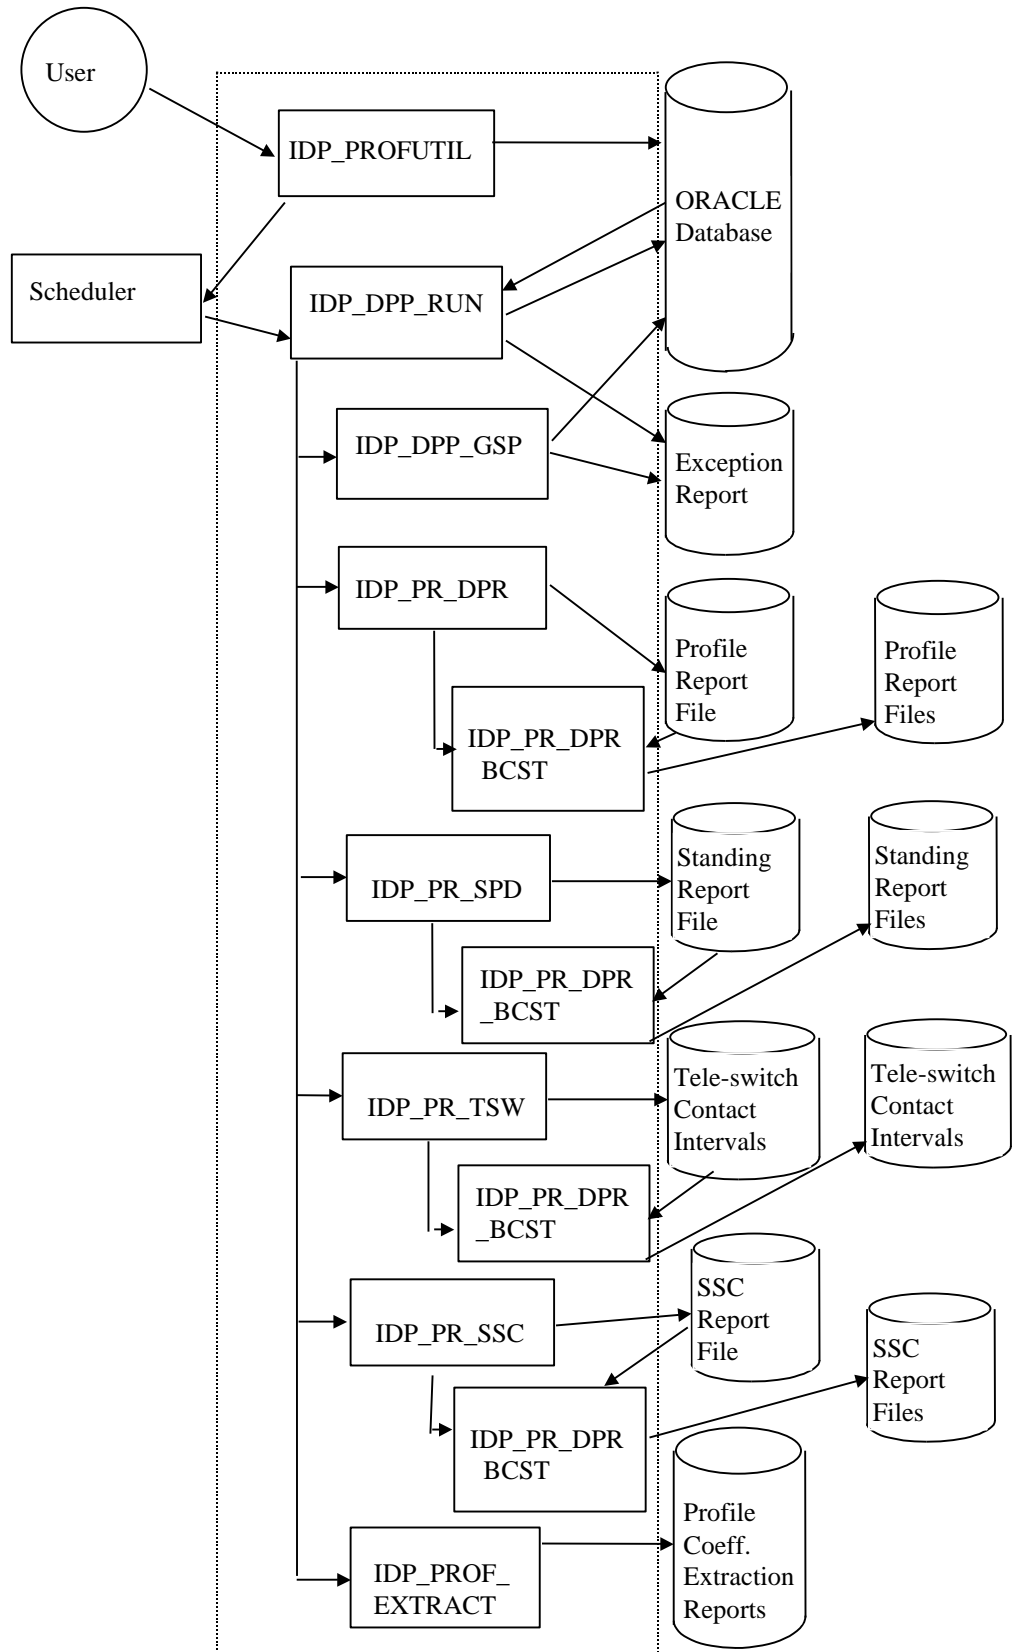 User
IDP_PROFUTIL
ORACLE
Database
Scheduler
IDP_DPP_RUN
IDP_DPP_GSP
Exception
Report
IDP_PR_DPR
Profile
Report
File
Profile
Report
Files
IDP_PR_DPR
BCST
IDP_PR_SPD
Standing
Report
File
Standing
Report
Files
IDP_PR_DPR
_BCST
IDP_PR_TSW
Tele-switch
Contact
Intervals
Tele-switch
Contact
Intervals
IDP_PR_DPR
_BCST
IDP_PR_SSC
SSC
Report
File
SSC
Report
Files
IDP_PR_DPR
BCST
IDP_PROF_
EXTRACT
Profile
Coeff.
Extraction
Reports